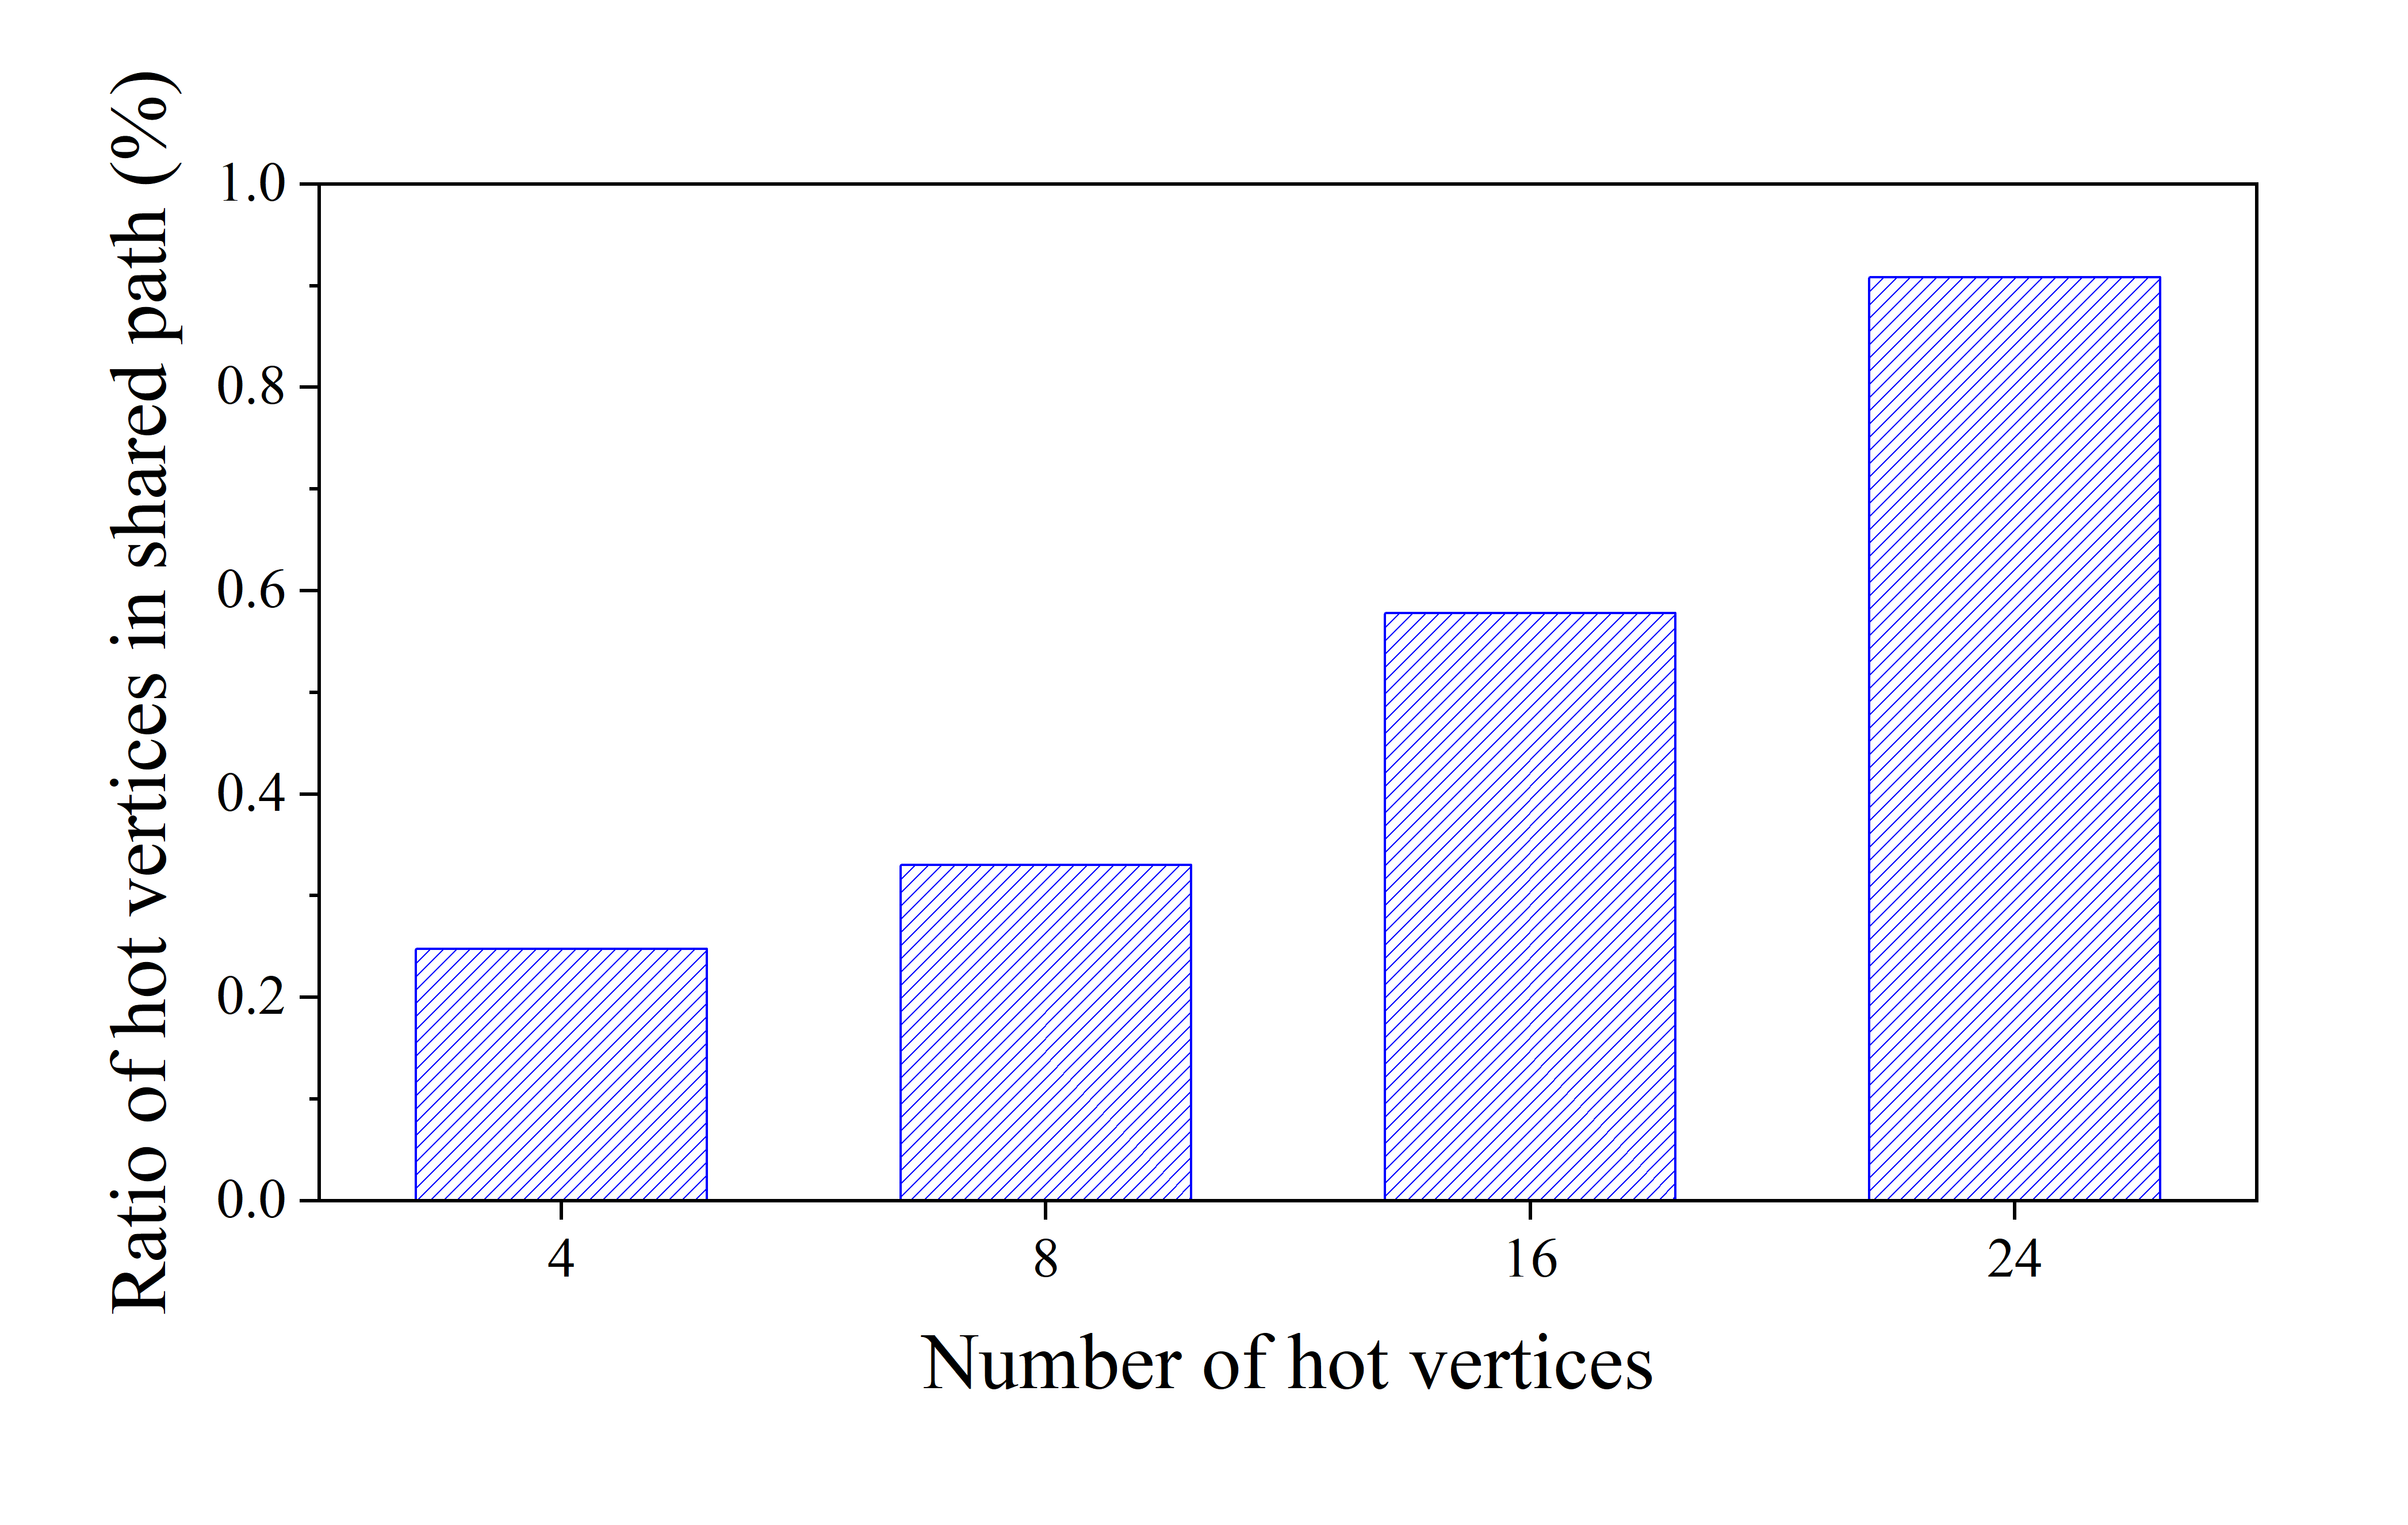 Ratio of hot vertices in shared path (%)
1.0
0.8
0.6
0.4
0.2
0.0
4 8 16 24
Number of hot vertices